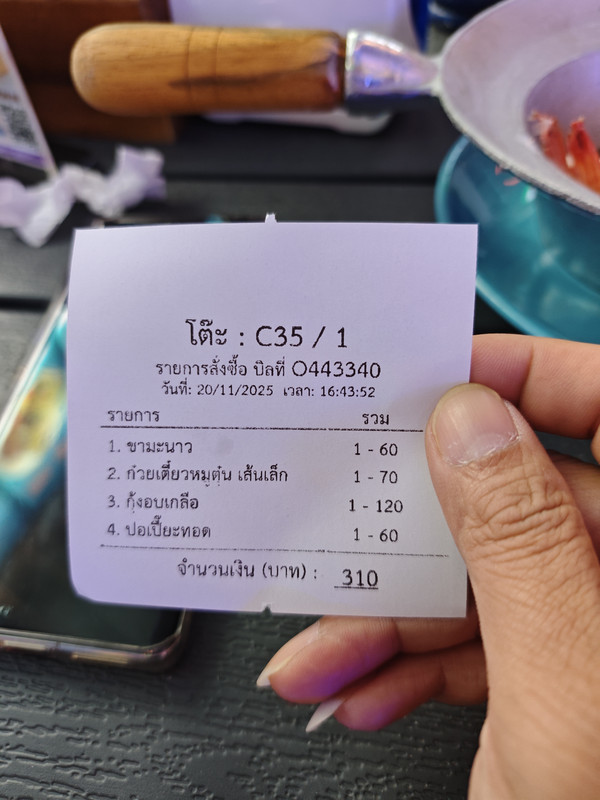 โต๊ะ : C35 / 1
รายการสั่งซื้อ บิลที่ O443340
วันที่: 20/11/2025 เวลา: 16:43:52
รายการ รวม
1. ชามะนาว 1 - 60
2. ก๋วยเตี๋ยวหมูตุ๋น เส้นเล็ก 1 - 70
3. กุ้งอบเกลือ 1 - 120
4. ปอเปี๊ยะทอด 1 - 60
จำนวนเงิน (บาท) : 310